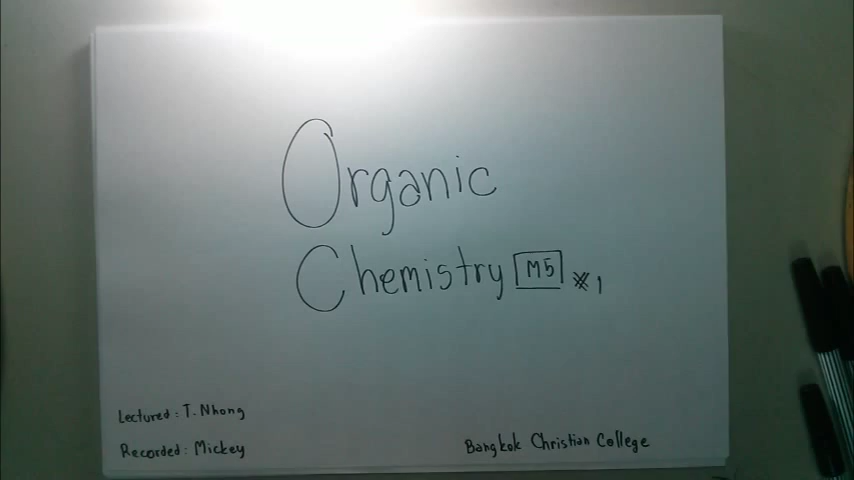 Organic
Chemistry M5 #1
Lectured: T. Nhong
Recorded: Mickey
Bangkok Christian College